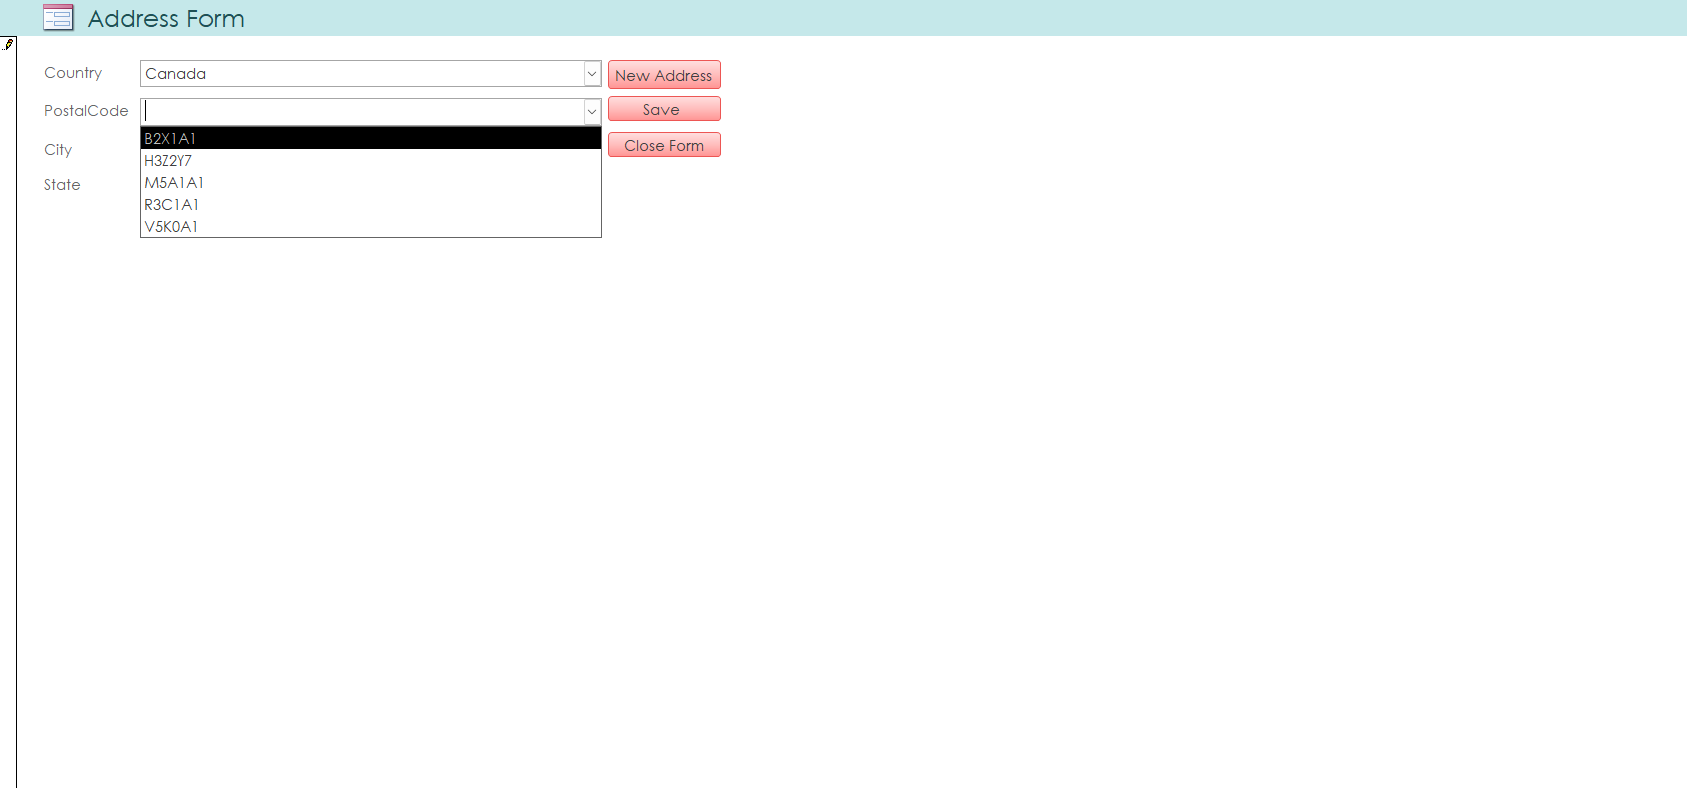 Address Form
Country Canada New Address
PostalCode Save
B2X1A1
City Close Form
H3Z2Y7
State M5A1A1
R3C1A1
V5K0A1